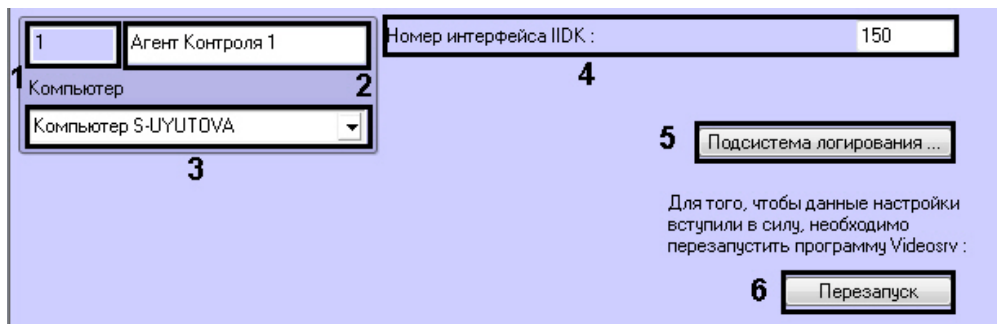 1
Агент Контроля 1
Номер интерфейса IIDK :
150
1
2
4
Компьютер
Компьютер S-UYUTOVA
3
5
Подсистема логирования ...
Для того, чтобы данные настройки
вступили в силу, необходимо
перезапустить программу Videosrv :
6
Перезапуск